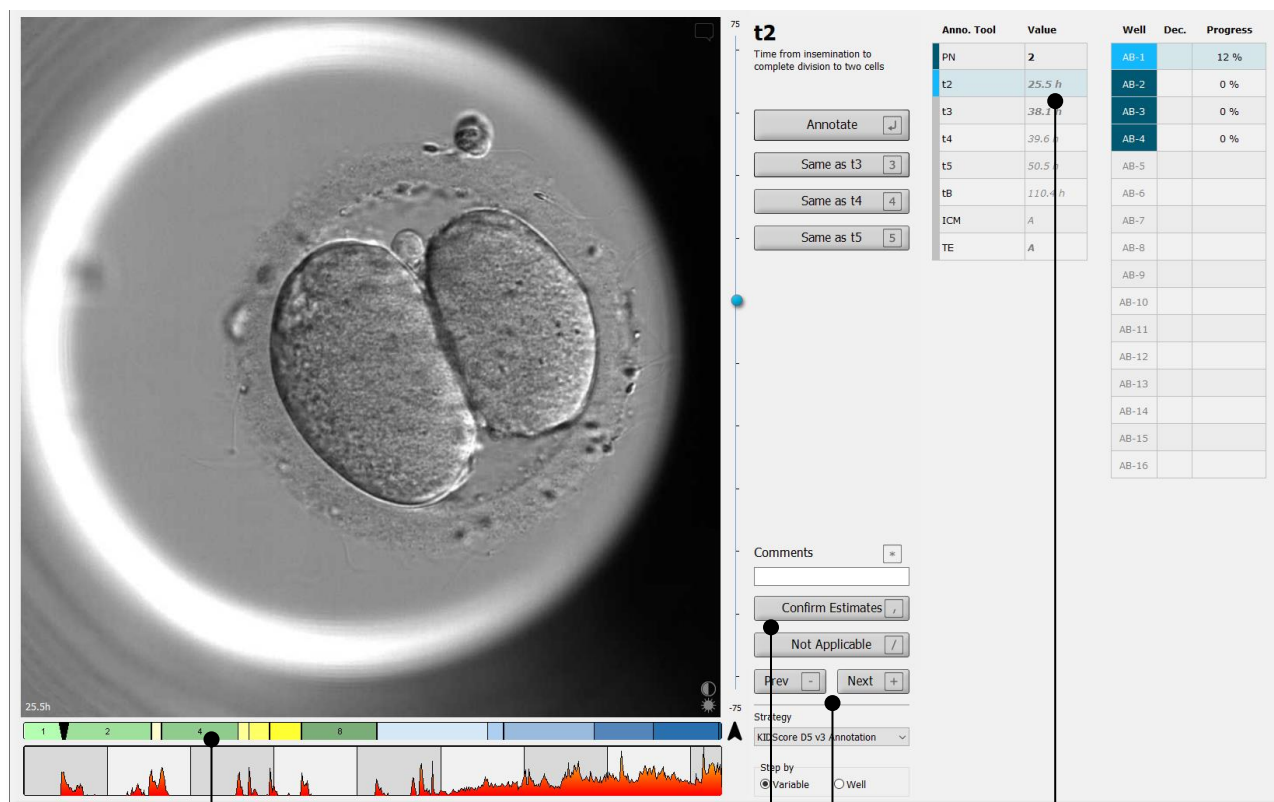 75
t2
Time from insemination to
complete division to two cells
Annotate ↲
Same as t3 3
Same as t4 4
Same as t5 5
Comments *
Confirm Estimates ,
Not Applicable /
Prev -
Next +
-75
Strategy
KIDScore D5 v3 Annotation
Step by
Variable
Well
25.5h
1 2 4 8
Anno. Tool Value
PN 2
t2 25.5 h
t3 38.1 h
t4 39.6 h
t5 50.5 h
tB 110.4 h
ICM A
TE A
Well Dec. Progress
AB-1 12 %
AB-2 0 %
AB-3 0 %
AB-4 0 %
AB-5
AB-6
AB-7
AB-8
AB-9
AB-10
AB-11
AB-12
AB-13
AB-14
AB-15
AB-16